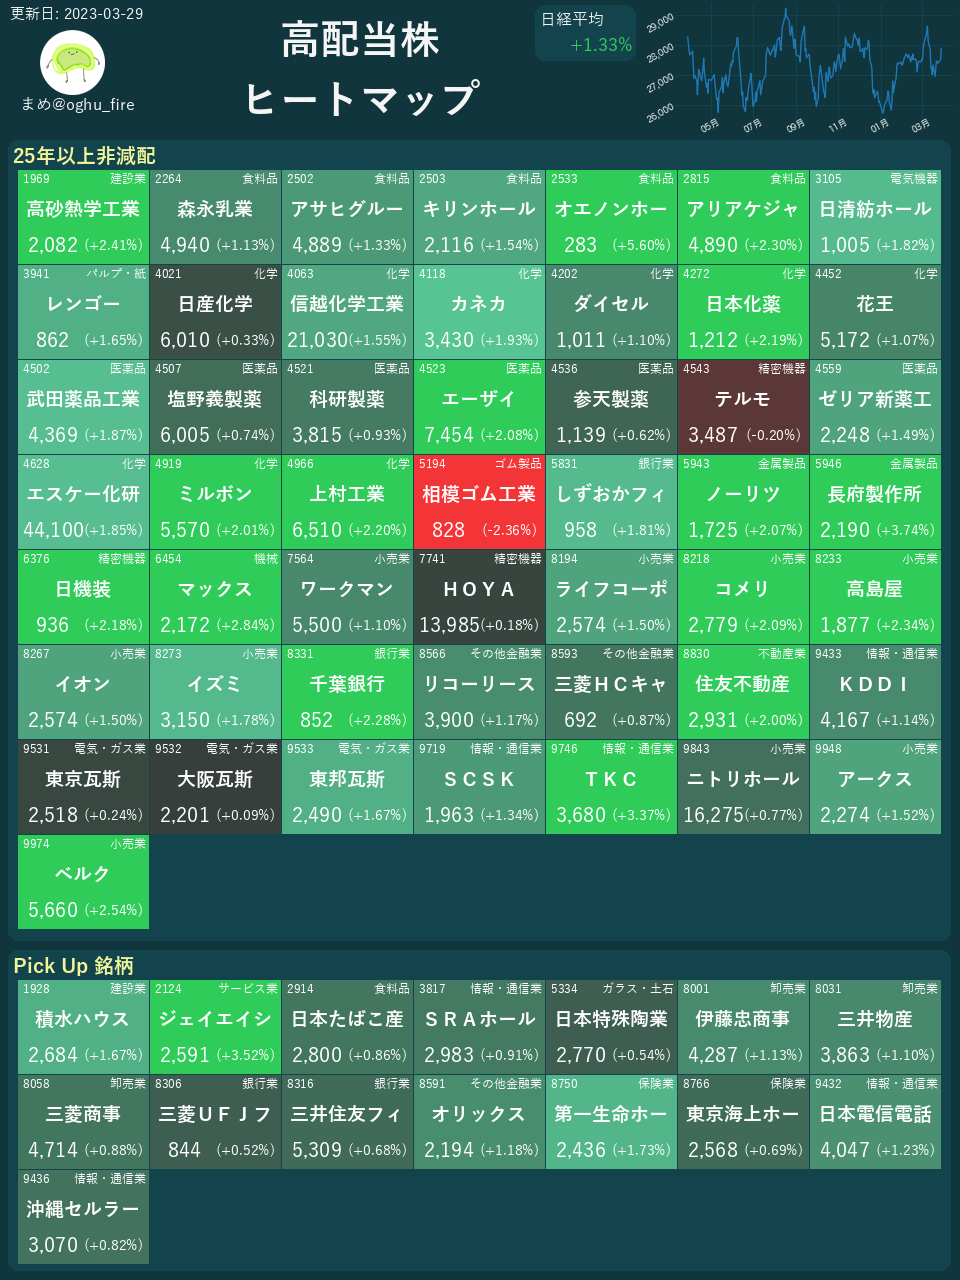 更新日: 2023-03-29
まめ@oghu_fire
高配当株
ヒートマップ
日経平均
+1.33%
29,000
28,000
27,000
26,000
05月 07月 09月 11月 01月 03月
25年以上非減配
1969 建設業 2264 食料品 2502 食料品 2503 食料品 2533 食料品 2815 食料品 3105 電気機器
高砂熱学工業 森永乳業 アサヒグルー キリンホール オエノンホー アリアケジャ 日清紡ホール
2,082 (+2.41%) 4,940 (+1.13%) 4,889 (+1.33%) 2,116 (+1.54%) 283 (+5.60%) 4,890 (+2.30%) 1,005 (+1.82%)
3941 パルプ・紙 4021 化学 4063 化学 4118 化学 4202 化学 4272 化学 4452 化学
レンゴー 日産化学 信越化学工業 カネカ ダイセル 日本化薬 花王
862 (+1.65%) 6,010 (+0.33%) 21,030(+1.55%) 3,430 (+1.93%) 1,011 (+1.10%) 1,212 (+2.19%) 5,172 (+1.07%)
4502 医薬品 4507 医薬品 4521 医薬品 4523 医薬品 4536 医薬品 4543 精密機器 4559 医薬品
武田薬品工業 塩野義製薬 科研製薬 エーザイ 参天製薬 テルモ ゼリア新薬工
4,369 (+1.87%) 6,005 (+0.74%) 3,815 (+0.93%) 7,454 (+2.08%) 1,139 (+0.62%) 3,487 (-0.20%) 2,248 (+1.49%)
4628 化学 4919 化学 4966 化学 5194 ゴム製品 5831 銀行業 5943 金属製品 5946 金属製品
エスケー化研 ミルボン 上村工業 相模ゴム工業 しずおかフィ ノーリツ 長府製作所
44,100(+1.85%) 5,570 (+2.01%) 6,510 (+2.20%) 828 (-2.36%) 958 (+1.81%) 1,725 (+2.07%) 2,190 (+3.74%)
6376 精密機器 6454 機械 7564 小売業 7741 精密機器 8194 小売業 8218 小売業 8233 小売業
日機装 マックス ワークマン ＨＯＹＡ ライフコーポ コメリ 高島屋
936 (+2.18%) 2,172 (+2.84%) 5,500 (+1.10%) 13,985(+0.18%) 2,574 (+1.50%) 2,779 (+2.09%) 1,877 (+2.34%)
8267 小売業 8273 小売業 8331 銀行業 8566 その他金融業 8593 その他金融業 8830 不動産業 9433 情報・通信業
イオン イズミ 千葉銀行 リコーリース 三菱ＨＣキャ 住友不動産 ＫＤＤＩ
2,574 (+1.50%) 3,150 (+1.78%) 852 (+2.28%) 3,900 (+1.17%) 692 (+0.87%) 2,931 (+2.00%) 4,167 (+1.14%)
9531 電気・ガス業 9532 電気・ガス業 9533 電気・ガス業 9719 情報・通信業 9746 情報・通信業 9843 小売業 9948 小売業
東京瓦斯 大阪瓦斯 東邦瓦斯 ＳＣＳＫ ＴＫＣ ニトリホール アークス
2,518 (+0.24%) 2,201 (+0.09%) 2,490 (+1.67%) 1,963 (+1.34%) 3,680 (+3.37%) 16,275(+0.77%) 2,274 (+1.52%)
9974 小売業
ベルク
5,660 (+2.54%)
Pick Up 銘柄
1928 建設業 2124 サービス業 2914 食料品 3817 情報・通信業 5334 ガラス・土石 8001 卸売業 8031 卸売業
積水ハウス ジェイエイシ 日本たばこ産 ＳＲＡホール 日本特殊陶業 伊藤忠商事 三井物産
2,684 (+1.67%) 2,591 (+3.52%) 2,800 (+0.86%) 2,983 (+0.91%) 2,770 (+0.54%) 4,287 (+1.13%) 3,863 (+1.10%)
8058 卸売業 8306 銀行業 8316 銀行業 8591 その他金融業 8750 保険業 8766 保険業 9432 情報・通信業
三菱商事 三菱ＵＦＪフ 三井住友フィ オリックス 第一生命ホー 東京海上ホー 日本電信電話
4,714 (+0.88%) 844 (+0.52%) 5,309 (+0.68%) 2,194 (+1.18%) 2,436 (+1.73%) 2,568 (+0.69%) 4,047 (+1.23%)
9436 情報・通信業
沖縄セルラー
3,070 (+0.82%)